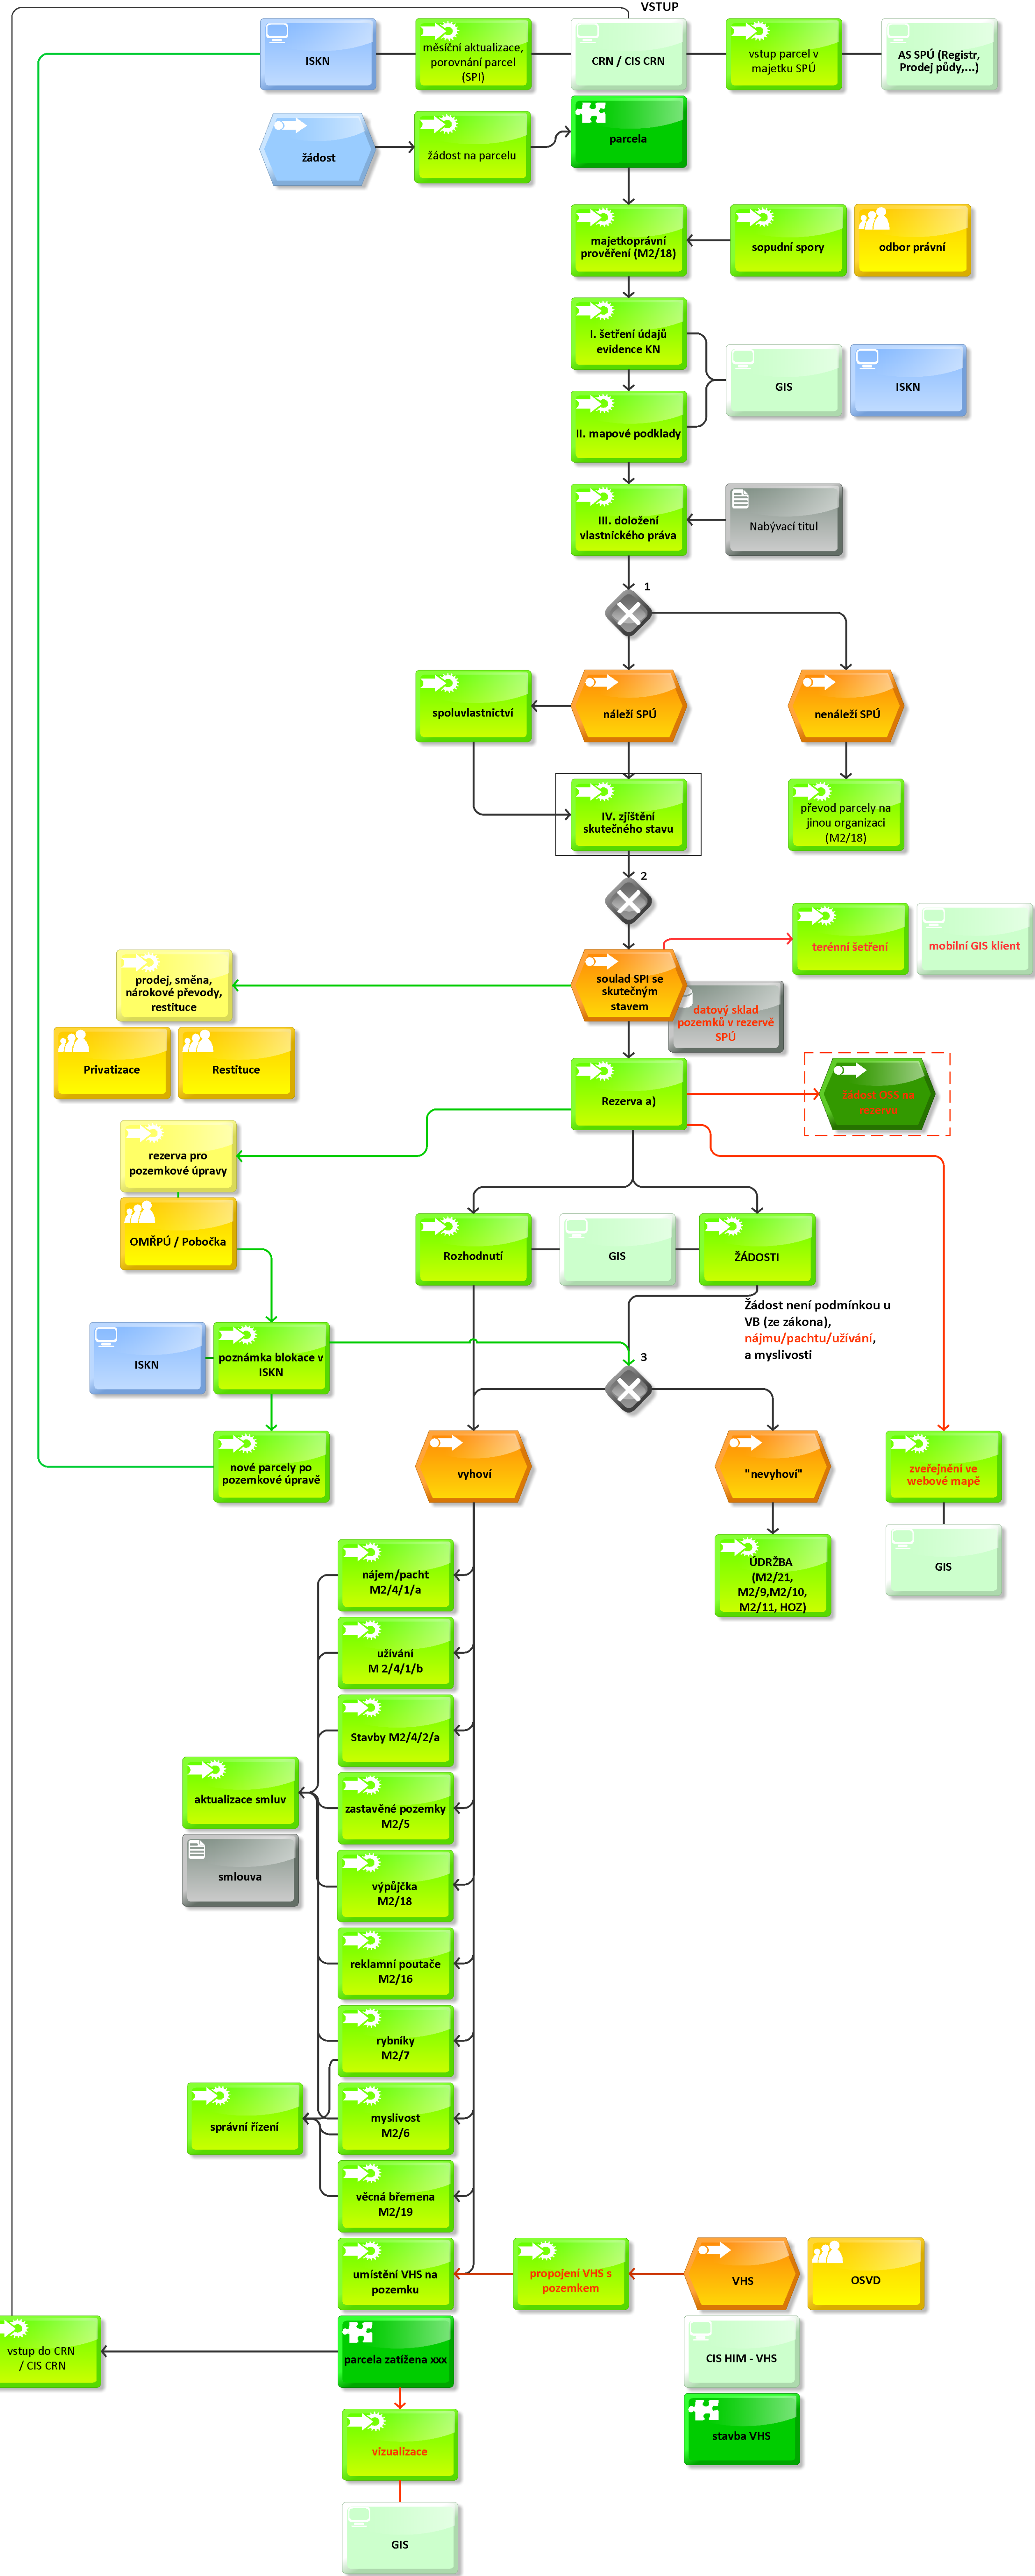 VSTUP
ISKN
měsíční aktualizace,
porovnání parcel
(SPI)
CRN / CIS CRN
vstup parcel v
majetku SPÚ
AS SPÚ (Registr,
Prodej půdy,...)
žádost
žádost na parcelu
parcela
majetkoprávní
prověření (M2/18)
sopudní spory
odbor právní
I. šetření údajů
evidence KN
GIS
ISKN
II. mapové podklady
III. doložení
vlastnického práva
Nabývací titul
1
spoluvlastnictví
náleží SPÚ
nenáleží SPÚ
IV. zjištění
skutečného stavu
převod parcely na
jinou organizaci
(M2/18)
2
terénní šetření
mobilní GIS klient
prodej, směna,
nárokové převody,
restituce
soulad SPI se
skutečným
stavem
datový sklad
pozemků v rezervě
SPÚ
Privatizace
Restituce
Rezerva a)
žádost OSS na
rezervu
rezerva pro
pozemkové úpravy
OMŘPÚ / Pobočka
Rozhodnutí
GIS
ŽÁDOSTI
Žádost není podmínkou u
VB (ze zákona),
nájmu/pachtu/užívání,
a myslivosti
ISKN
poznámka blokace v
ISKN
3
nové parcely po
pozemkové úpravě
vyhoví
"nevyhoví"
zveřejnění ve
webové mapě
GIS
ÚDRŽBA
(M2/21,
M2/9,M2/10,
M2/11, HOZ)
nájem/pacht
M2/4/1/a
užívání
M 2/4/1/b
Stavby M2/4/2/a
aktualizace smluv
zastavěné pozemky
M2/5
smlouva
výpůjčka
M2/18
reklamní poutače
M2/16
rybníky
M2/7
správní řízení
myslivost
M2/6
věcná břemena
M2/19
umístění VHS na
pozemku
propojení VHS s
pozemkem
VHS
OSVD
vstup do CRN
/ CIS CRN
parcela zatížena xxx
CIS HIM - VHS
stavba VHS
vizualizace
GIS